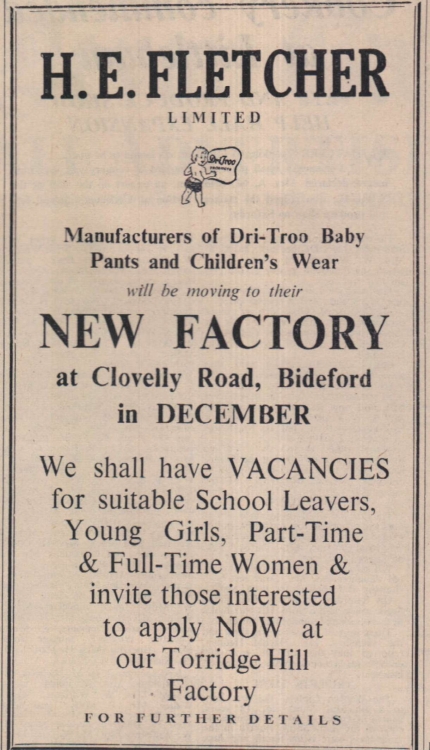 H. E. FLETCHER
LIMITED
Dri-Troo
Manufacturers of Dri-Troo Baby
Pants and Children's Wear
will be moving to their
NEW FACTORY
at Clovelly Road, Bideford
in DECEMBER
We shall have VACANCIES
for suitable School Leavers,
Young Girls, Part-Time
& Full-Time Women &
invite those interested
to apply NOW at
our Torridge Hill
Factory
FOR FURTHER DETAILS